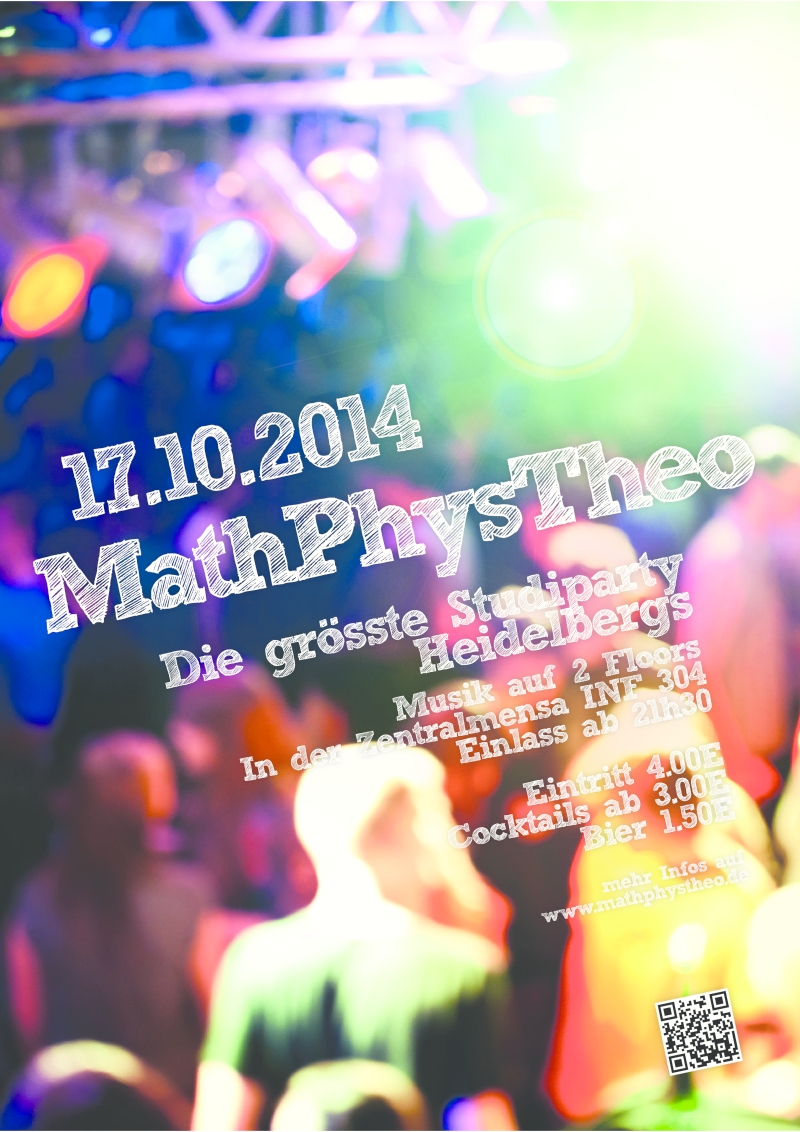 17.10.2014
MathPhysTheo
Die grösste Studiparty
Heidelbergs
Musik auf 2 Floors
In der Zentralmensa INF 304
Einlass ab 21h30
Eintritt 4.00E
Cocktails ab 3.00E
Bier 1.50E
mehr Infos auf
www.mathphystheo.de